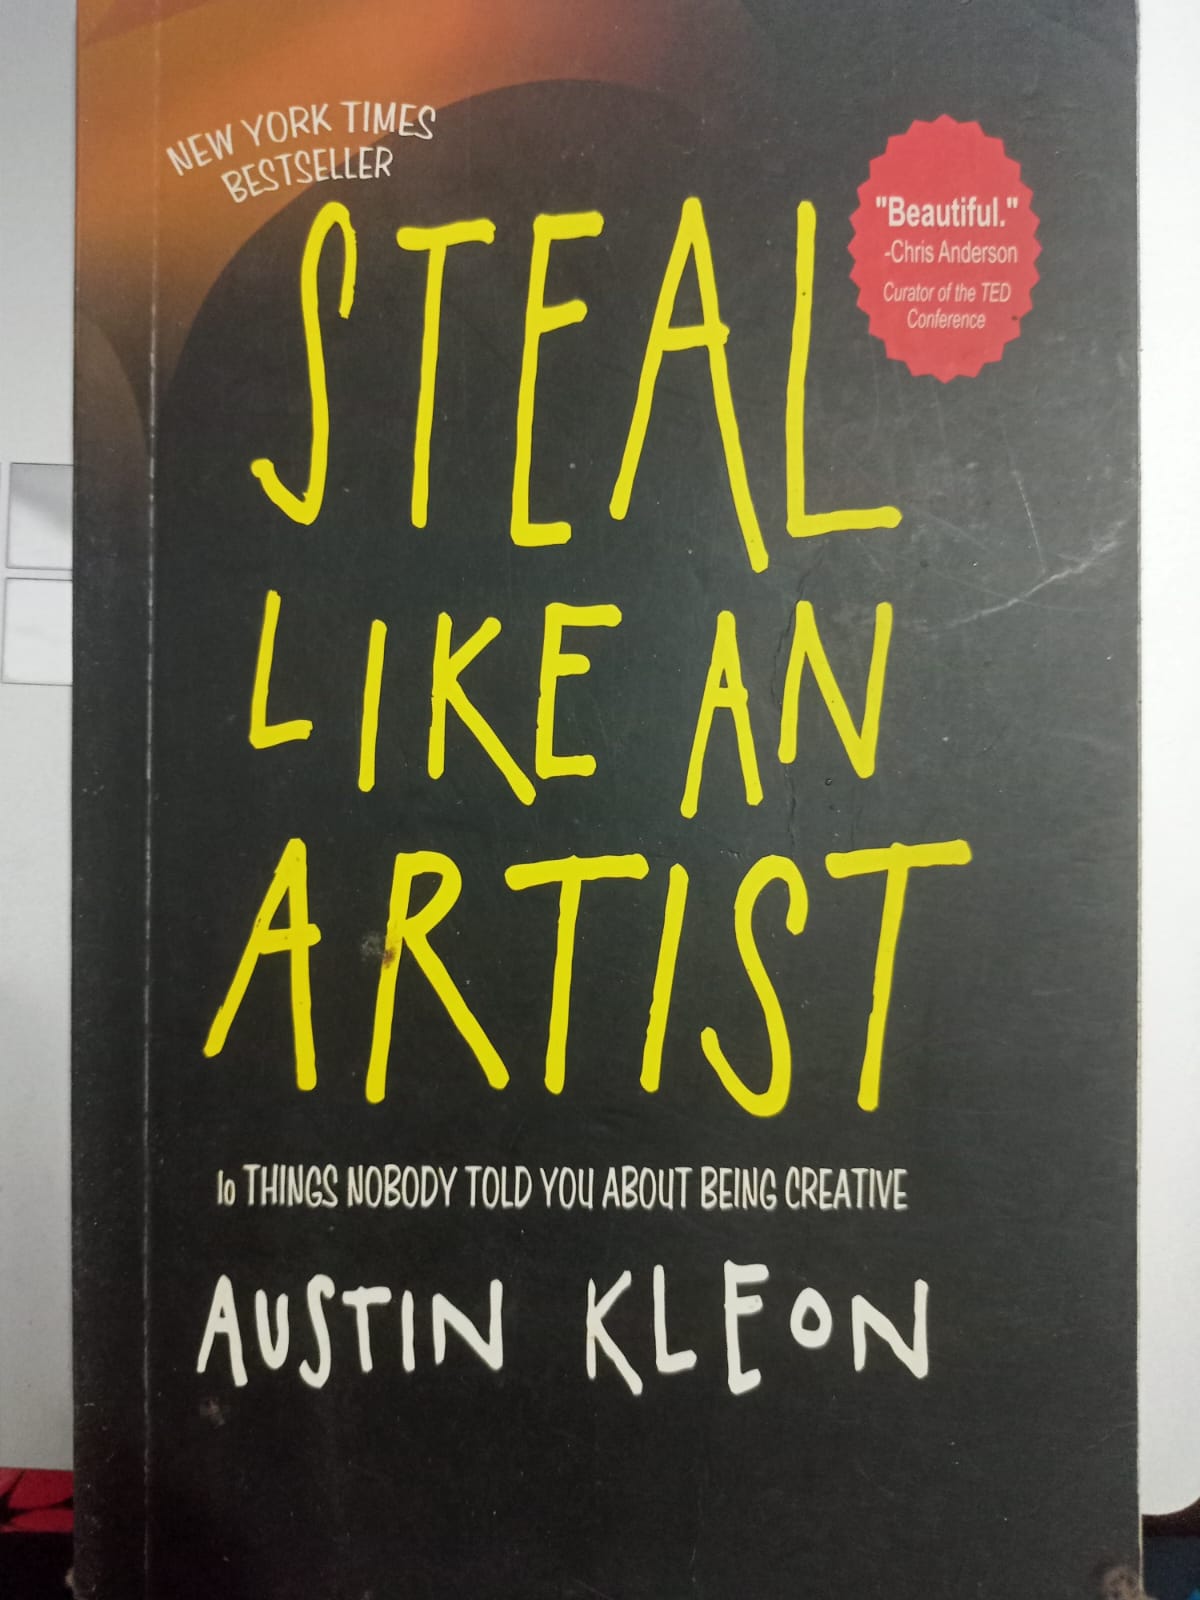 NEW YORK TIMES
BESTSELLER
"Beautiful."
-Chris Anderson
Curator of the TED
Conference
STEAL
LIKE AN
ARTIST
10 THINGS NOBODY TOLD YOU ABOUT BEING CREATIVE
AUSTIN KLEON